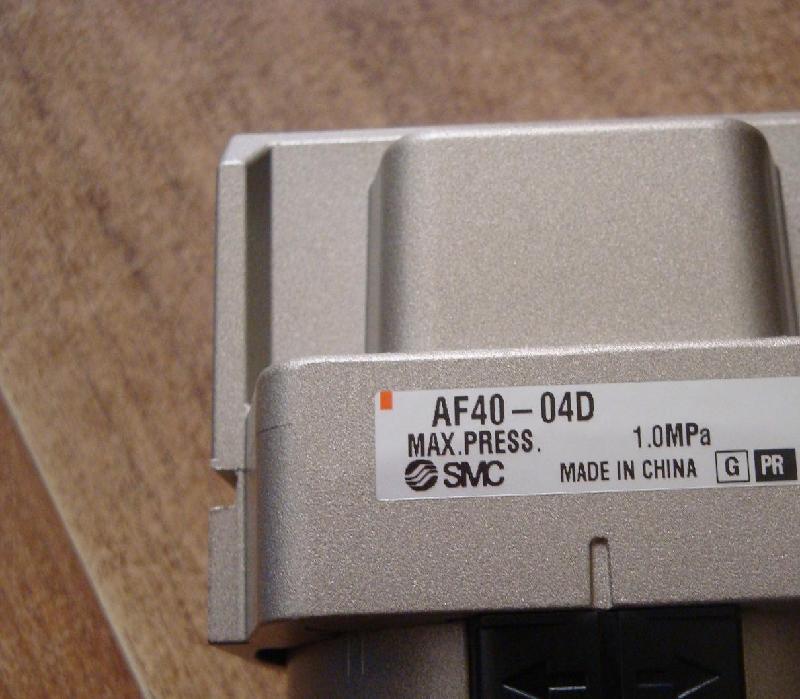 AF40-04D
MAX.PRESS. 1.0MPa
SMC MADE IN CHINA G PR